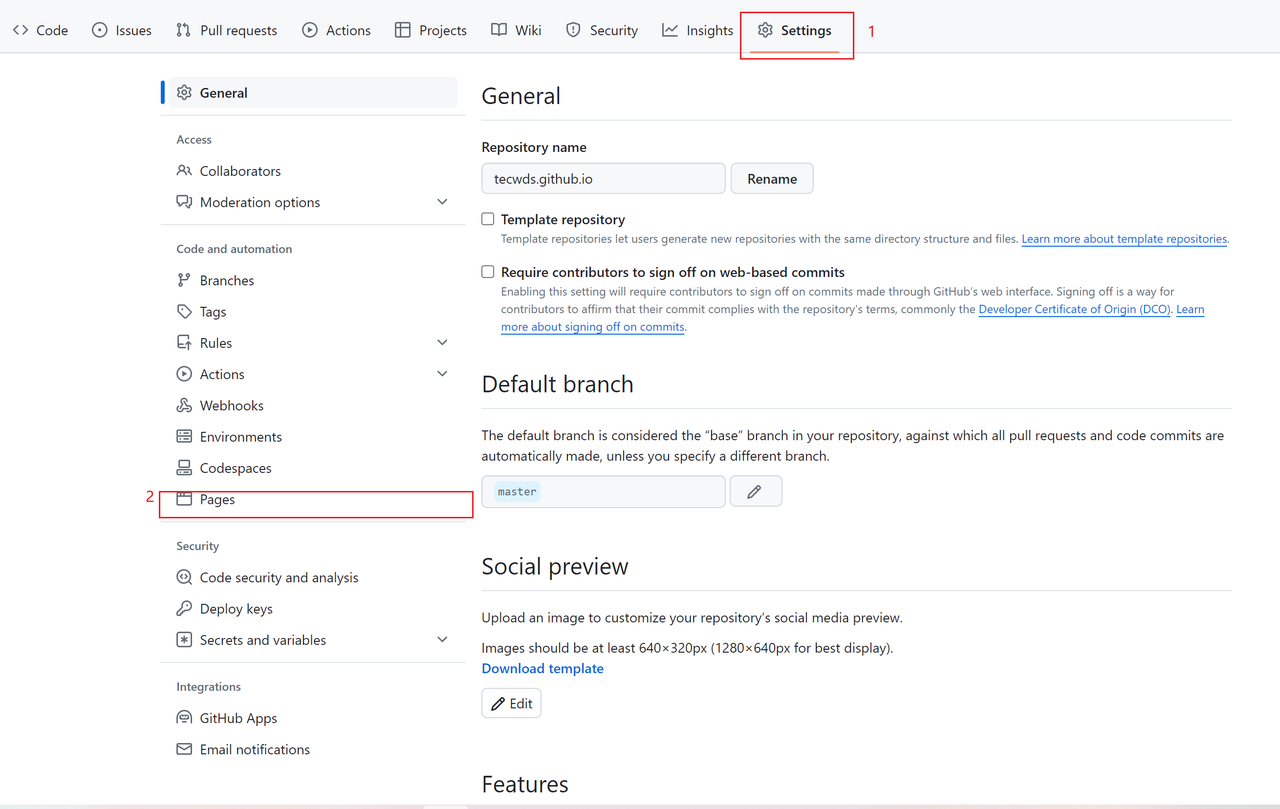 Code Issues Pull requests Actions Projects Wiki Security Insights Settings 1
General
Access
Collaborators
Moderation options
Code and automation
Branches
Tags
Rules
Actions
Webhooks
Environments
Codespaces
2 Pages
Security
Code security and analysis
Deploy keys
Secrets and variables
Integrations
GitHub Apps
Email notifications
General
Repository name
tecwds.github.io Rename
Template repository
Template repositories let users generate new repositories with the same directory structure and files. Learn more about template repositories.
Require contributors to sign off on web-based commits
Enabling this setting will require contributors to sign off on commits made through GitHub’s web interface. Signing off is a way for
contributors to affirm that their commit complies with the repository’s terms, commonly the Developer Certificate of Origin (DCO). Learn
more about signing off on commits.
Default branch
The default branch is considered the “base” branch in your repository, against which all pull requests and code commits are
automatically made, unless you specify a different branch.
master
Social preview
Upload an image to customize your repository’s social media preview.
Images should be at least 640×320px (1280×640px for best display).
Download template
Edit
Features